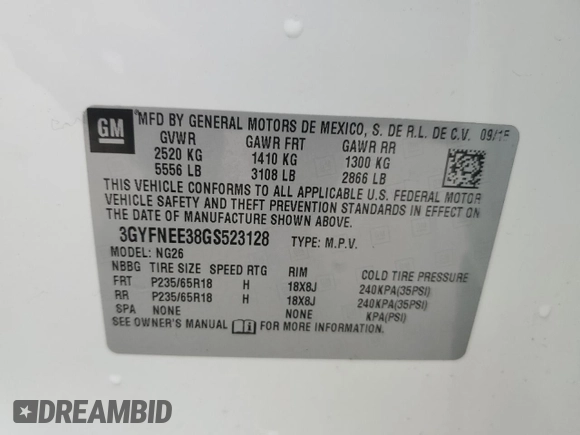 GM
MFD BY GENERAL MOTORS DE MEXICO, S. DE R.L. DE C.V. 09/15
GVWR GAWR FRT GAWR RR
2520 KG 1410 KG 1300 KG
5556 LB 3108 LB 2866 LB
THIS VEHICLE CONFORMS TO ALL APPLICABLE U.S. FEDERAL MOTOR
VEHICLE SAFETY AND THEFT PREVENTION STANDARDS IN EFFECT ON
THE DATE OF MANUFACTURE SHOWN ABOVE.
3GYFNEE38GS523128 TYPE: M.P.V.
MODEL: NG26
NBBG TIRE SIZE SPEED RTG RIM COLD TIRE PRESSURE
FRT P235/65R18 H 18X8J 240KPA(35PSI)
RR P235/65R18 H 18X8J 240KPA(35PSI)
SPA NONE NONE KPA(PSI)
SEE OWNER'S MANUAL FOR MORE INFORMATION.
DREAMBID